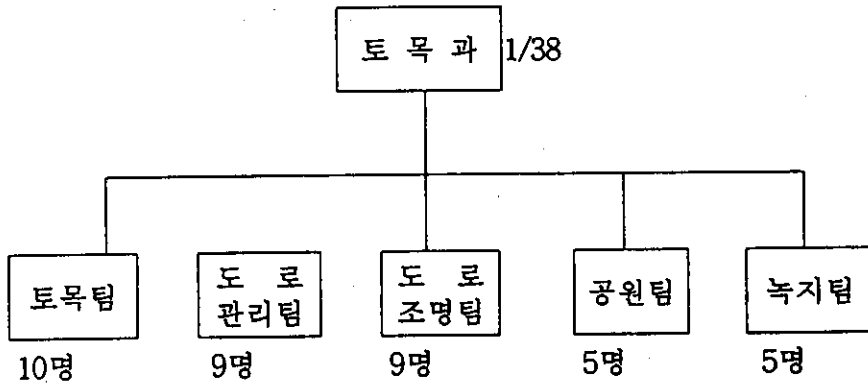 토 목 과 1/38
토목팀
도 로
관리팀
도 로
조명팀
공원팀
녹지팀
10명
9명
9명
5명
5명